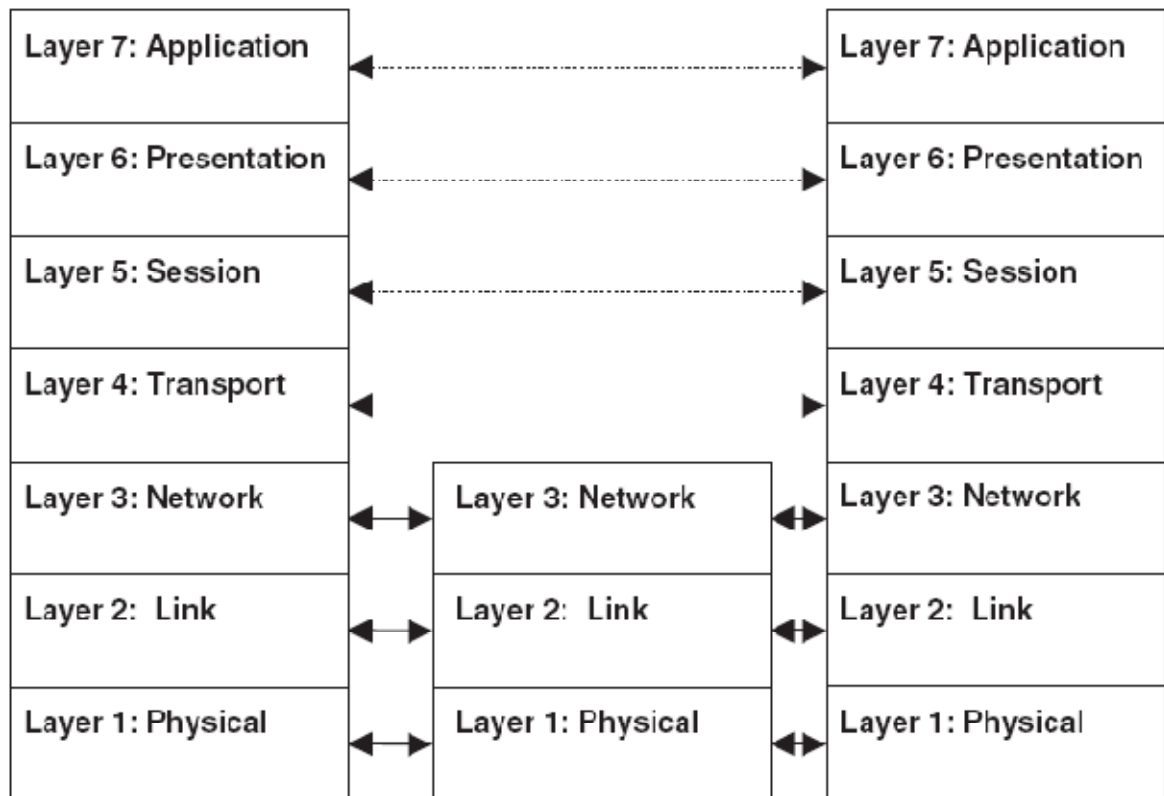 Layer 7: Application
Layer 7: Application
Layer 6: Presentation
Layer 6: Presentation
Layer 5: Session
Layer 5: Session
Layer 4: Transport
Layer 4: Transport
Layer 3: Network
Layer 3: Network
Layer 3: Network
Layer 2: Link
Layer 2: Link
Layer 2: Link
Layer 1: Physical
Layer 1: Physical
Layer 1: Physical